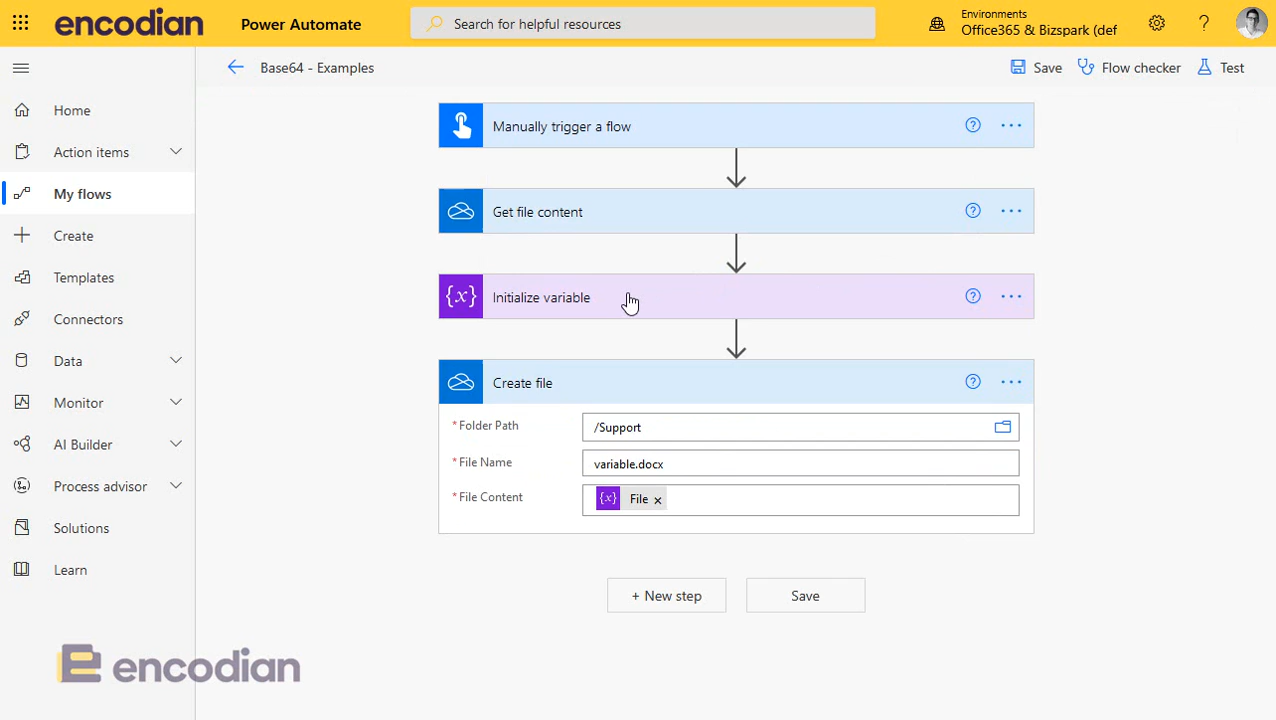 encodian
Power Automate
Search for helpful resources
Environments
Office365 & Bizspark (def
?
Base64 - Examples
Save
Flow checker
Test
Home
Action items
My flows
Create
Templates
Connectors
Data
Monitor
AI Builder
Process advisor
Solutions
Learn
Manually trigger a flow
? ...
Get file content
? ...
{x} Initialize variable
? ...
Create file
? ...
*Folder Path
/Support
*File Name
variable.docx
*File Content
{x} File ×
+ New step
Save
encodian